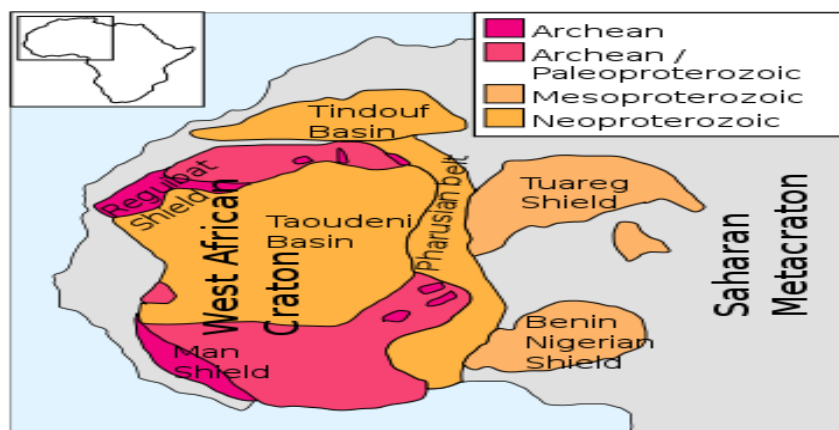 Archean
Archean /
Paleoproterozoic
Mesoproterozoic
Neoproterozoic
Tindouf
Basin
Reguibat
Shield
Taoudeni
Basin
West African
Craton
Pharusian belt
Tuareg
Shield
Saharan
Metacraton
Man
Shield
Benin
Nigerian
Shield